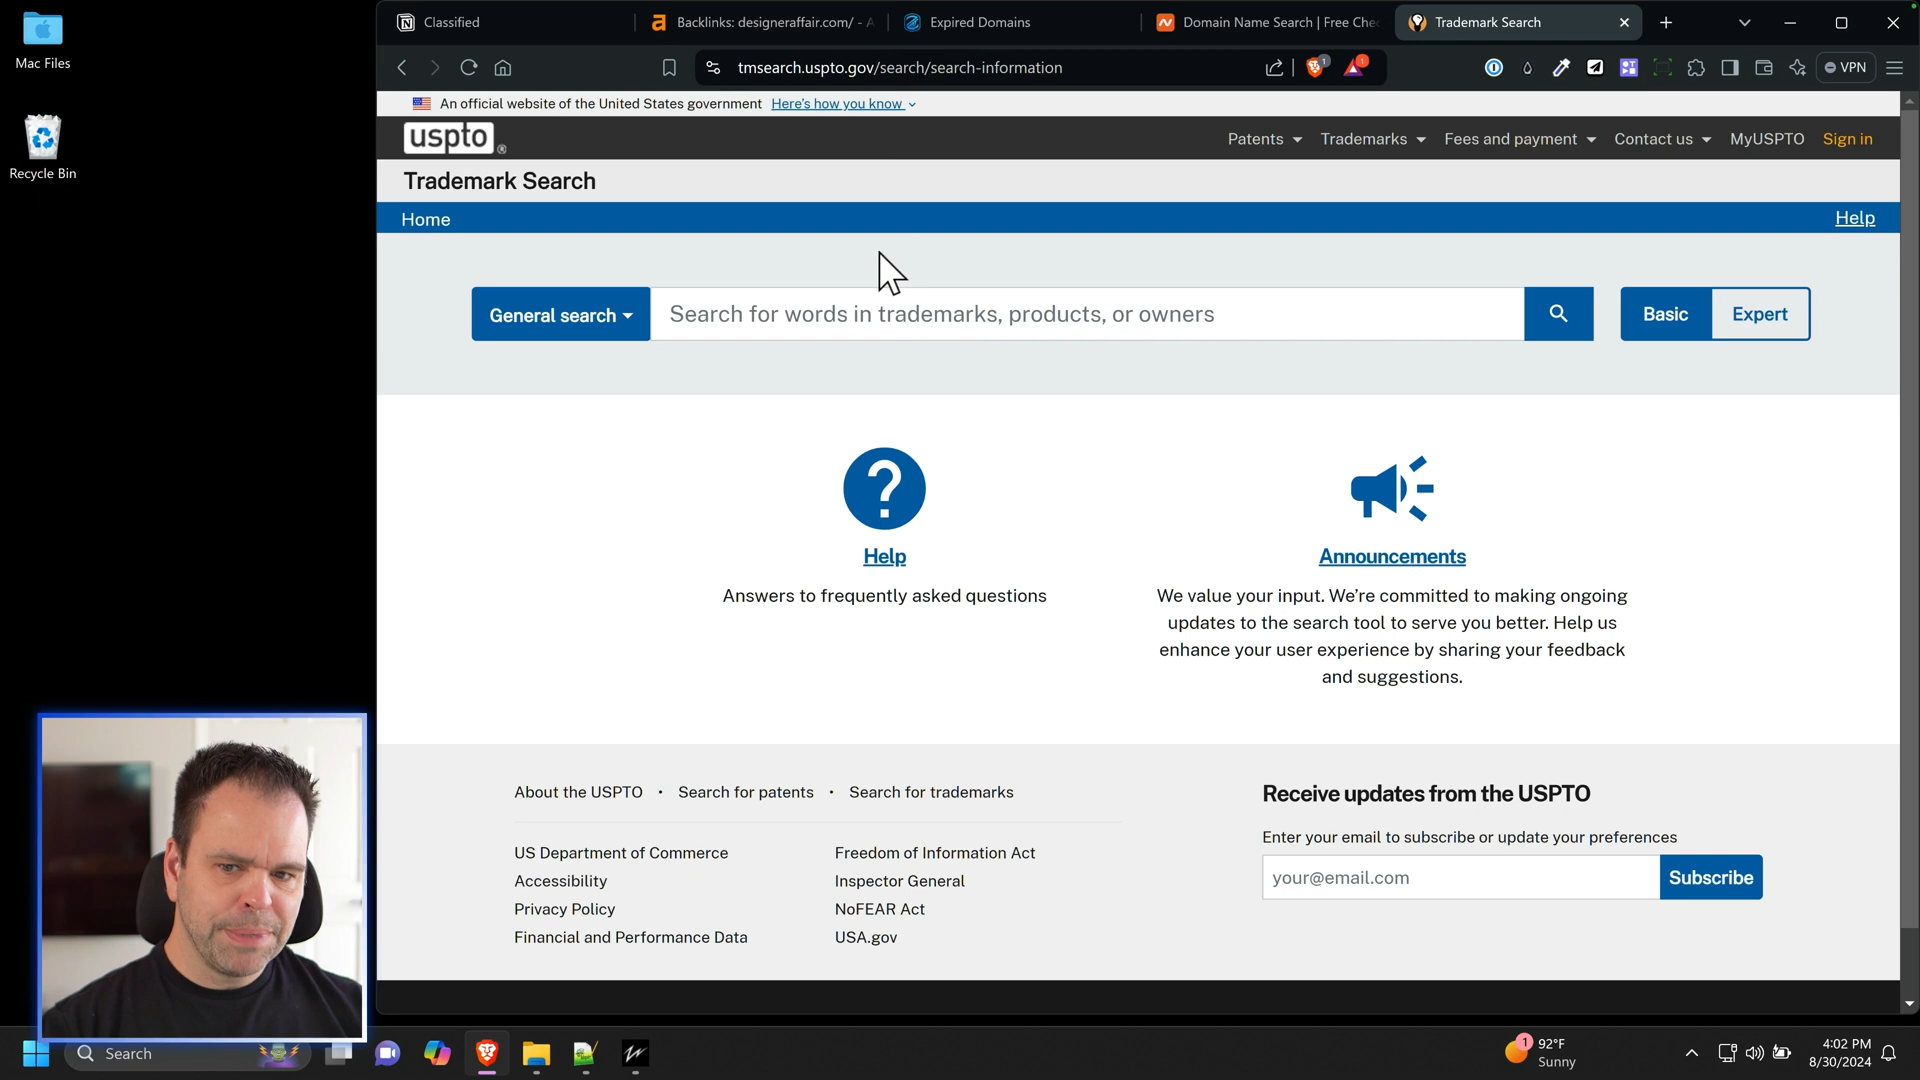 Mac Files
Recycle Bin
Classified
Backlinks: designeraffair.com/ - A
Expired Domains
Domain Name Search | Free Chec
Trademark Search
tmsearch.uspto.gov/search/search-information
1
1
VPN
An official website of the United States government Here's how you know
uspto
Patents
Trademarks
Fees and payment
Contact us
MyUSPTO
Sign in
Trademark Search
Home
Help
General search
Search for words in trademarks, products, or owners
Basic
Expert
Help
Answers to frequently asked questions
Announcements
We value your input. We're committed to making ongoing
updates to the search tool to serve you better. Help us
enhance your user experience by sharing your feedback
and suggestions.
About the USPTO • Search for patents • Search for trademarks
US Department of Commerce
Accessibility
Privacy Policy
Financial and Performance Data
Freedom of Information Act
Inspector General
NoFEAR Act
USA.gov
Receive updates from the USPTO
Enter your email to subscribe or update your preferences
your@email.com
Subscribe
Search
1
92°F
Sunny
4:02 PM
8/30/2024